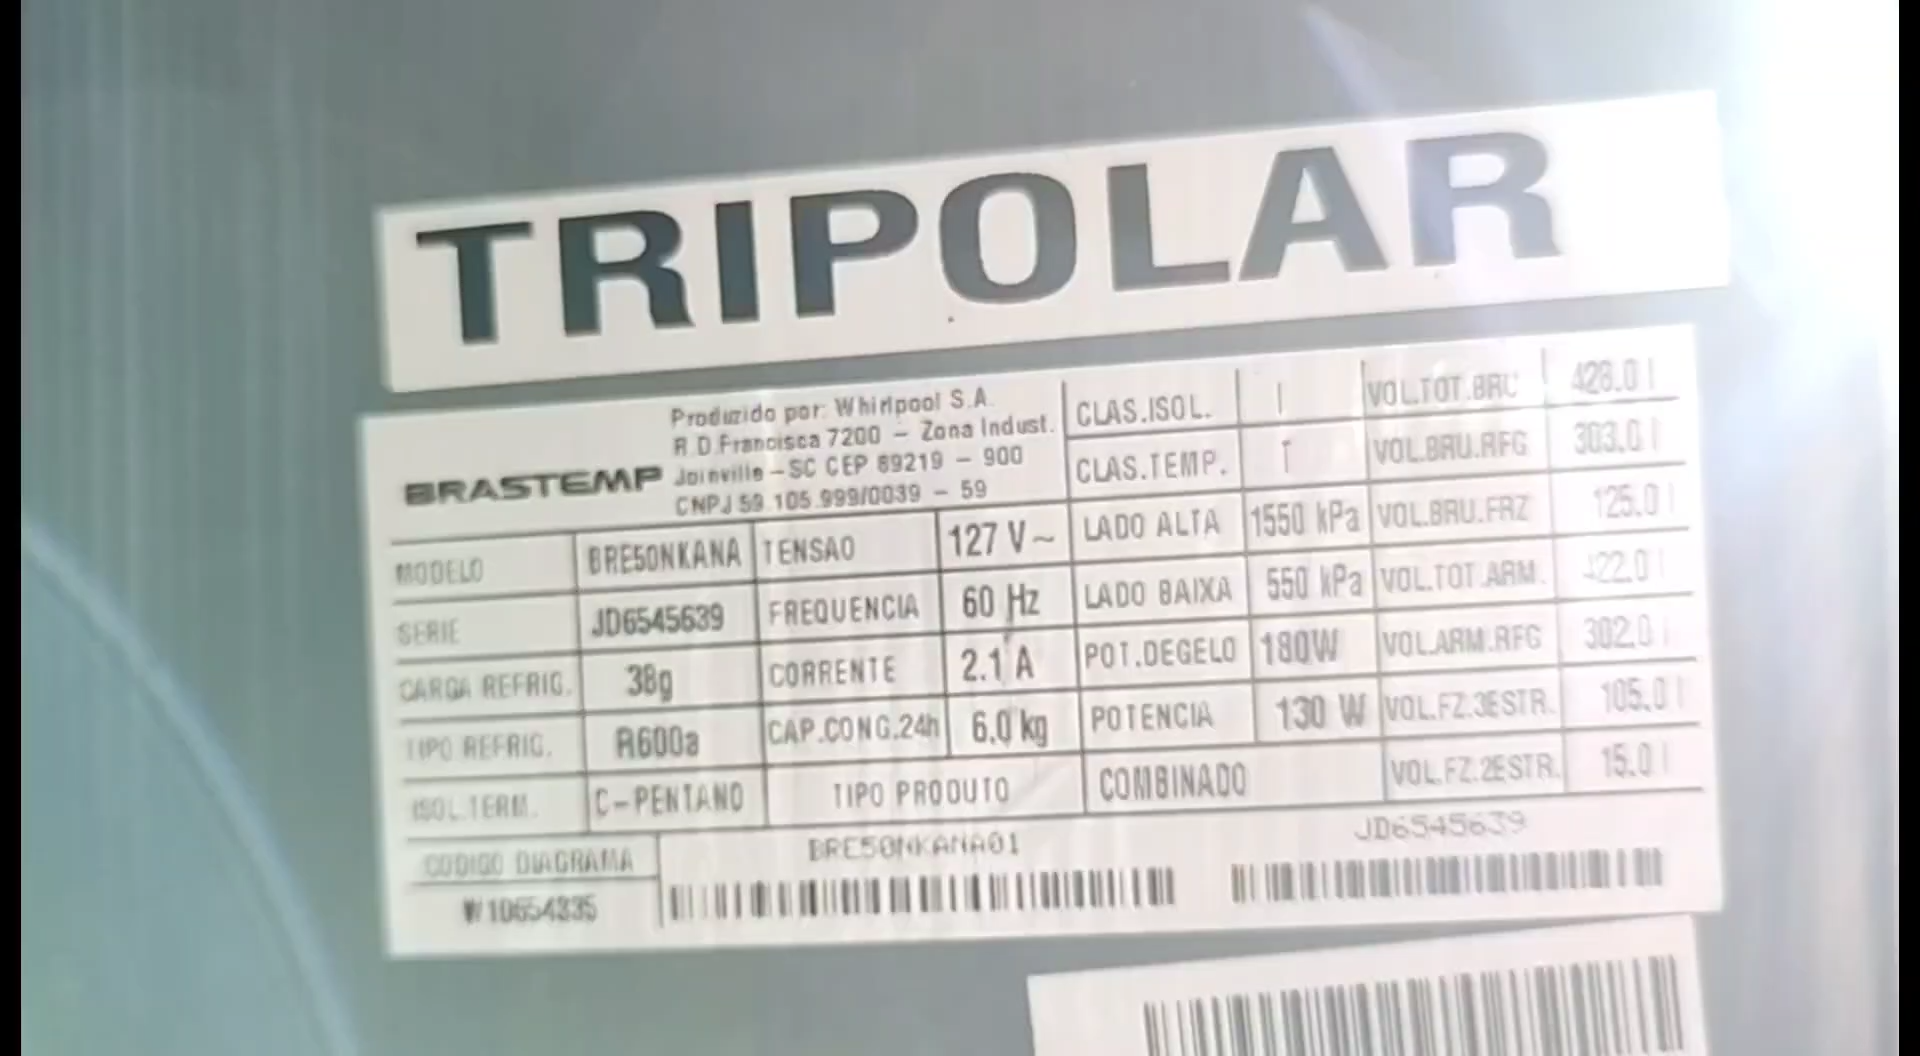 TRIPOLAR
Produzido por: Whirlpool S.A.
R.D.Francisca 7200 – Zona Indust.
Joinville – SC CEP 89219 – 900
CNPJ 59.105.999/0039 – 59
BRASTEMP
CLAS.ISOL. I VOL.TOT.BRU 428.0 l
CLAS.TEMP. T VOL.BRU.RFG 303.0 l
MODELO BRE50NKANA TENSAO 127 V~ LADO ALTA 1550 kPa VOL.BRU.FRZ 125.0 l
SERIE JD6545639 FREQUENCIA 60 Hz LADO BAIXA 550 kPa VOL.TOT.ARM. 422.0 l
CARGA REFRIG. 38g CORRENTE 2.1 A POT.DEGELO 180W VOL.ARM.RFG 302.0 l
TIPO REFRIG. R600a CAP.CONG.24h 6.0 kg POTENCIA 130 W VOL.FZ.3ESTR. 105.0 l
ISOL.TERM. C-PENTANO TIPO PRODUTO COMBINADO VOL.FZ.2ESTR. 15.0 l
CODIGO DIAGRAMA BRE50NKANA01 JD6545639
W10654335